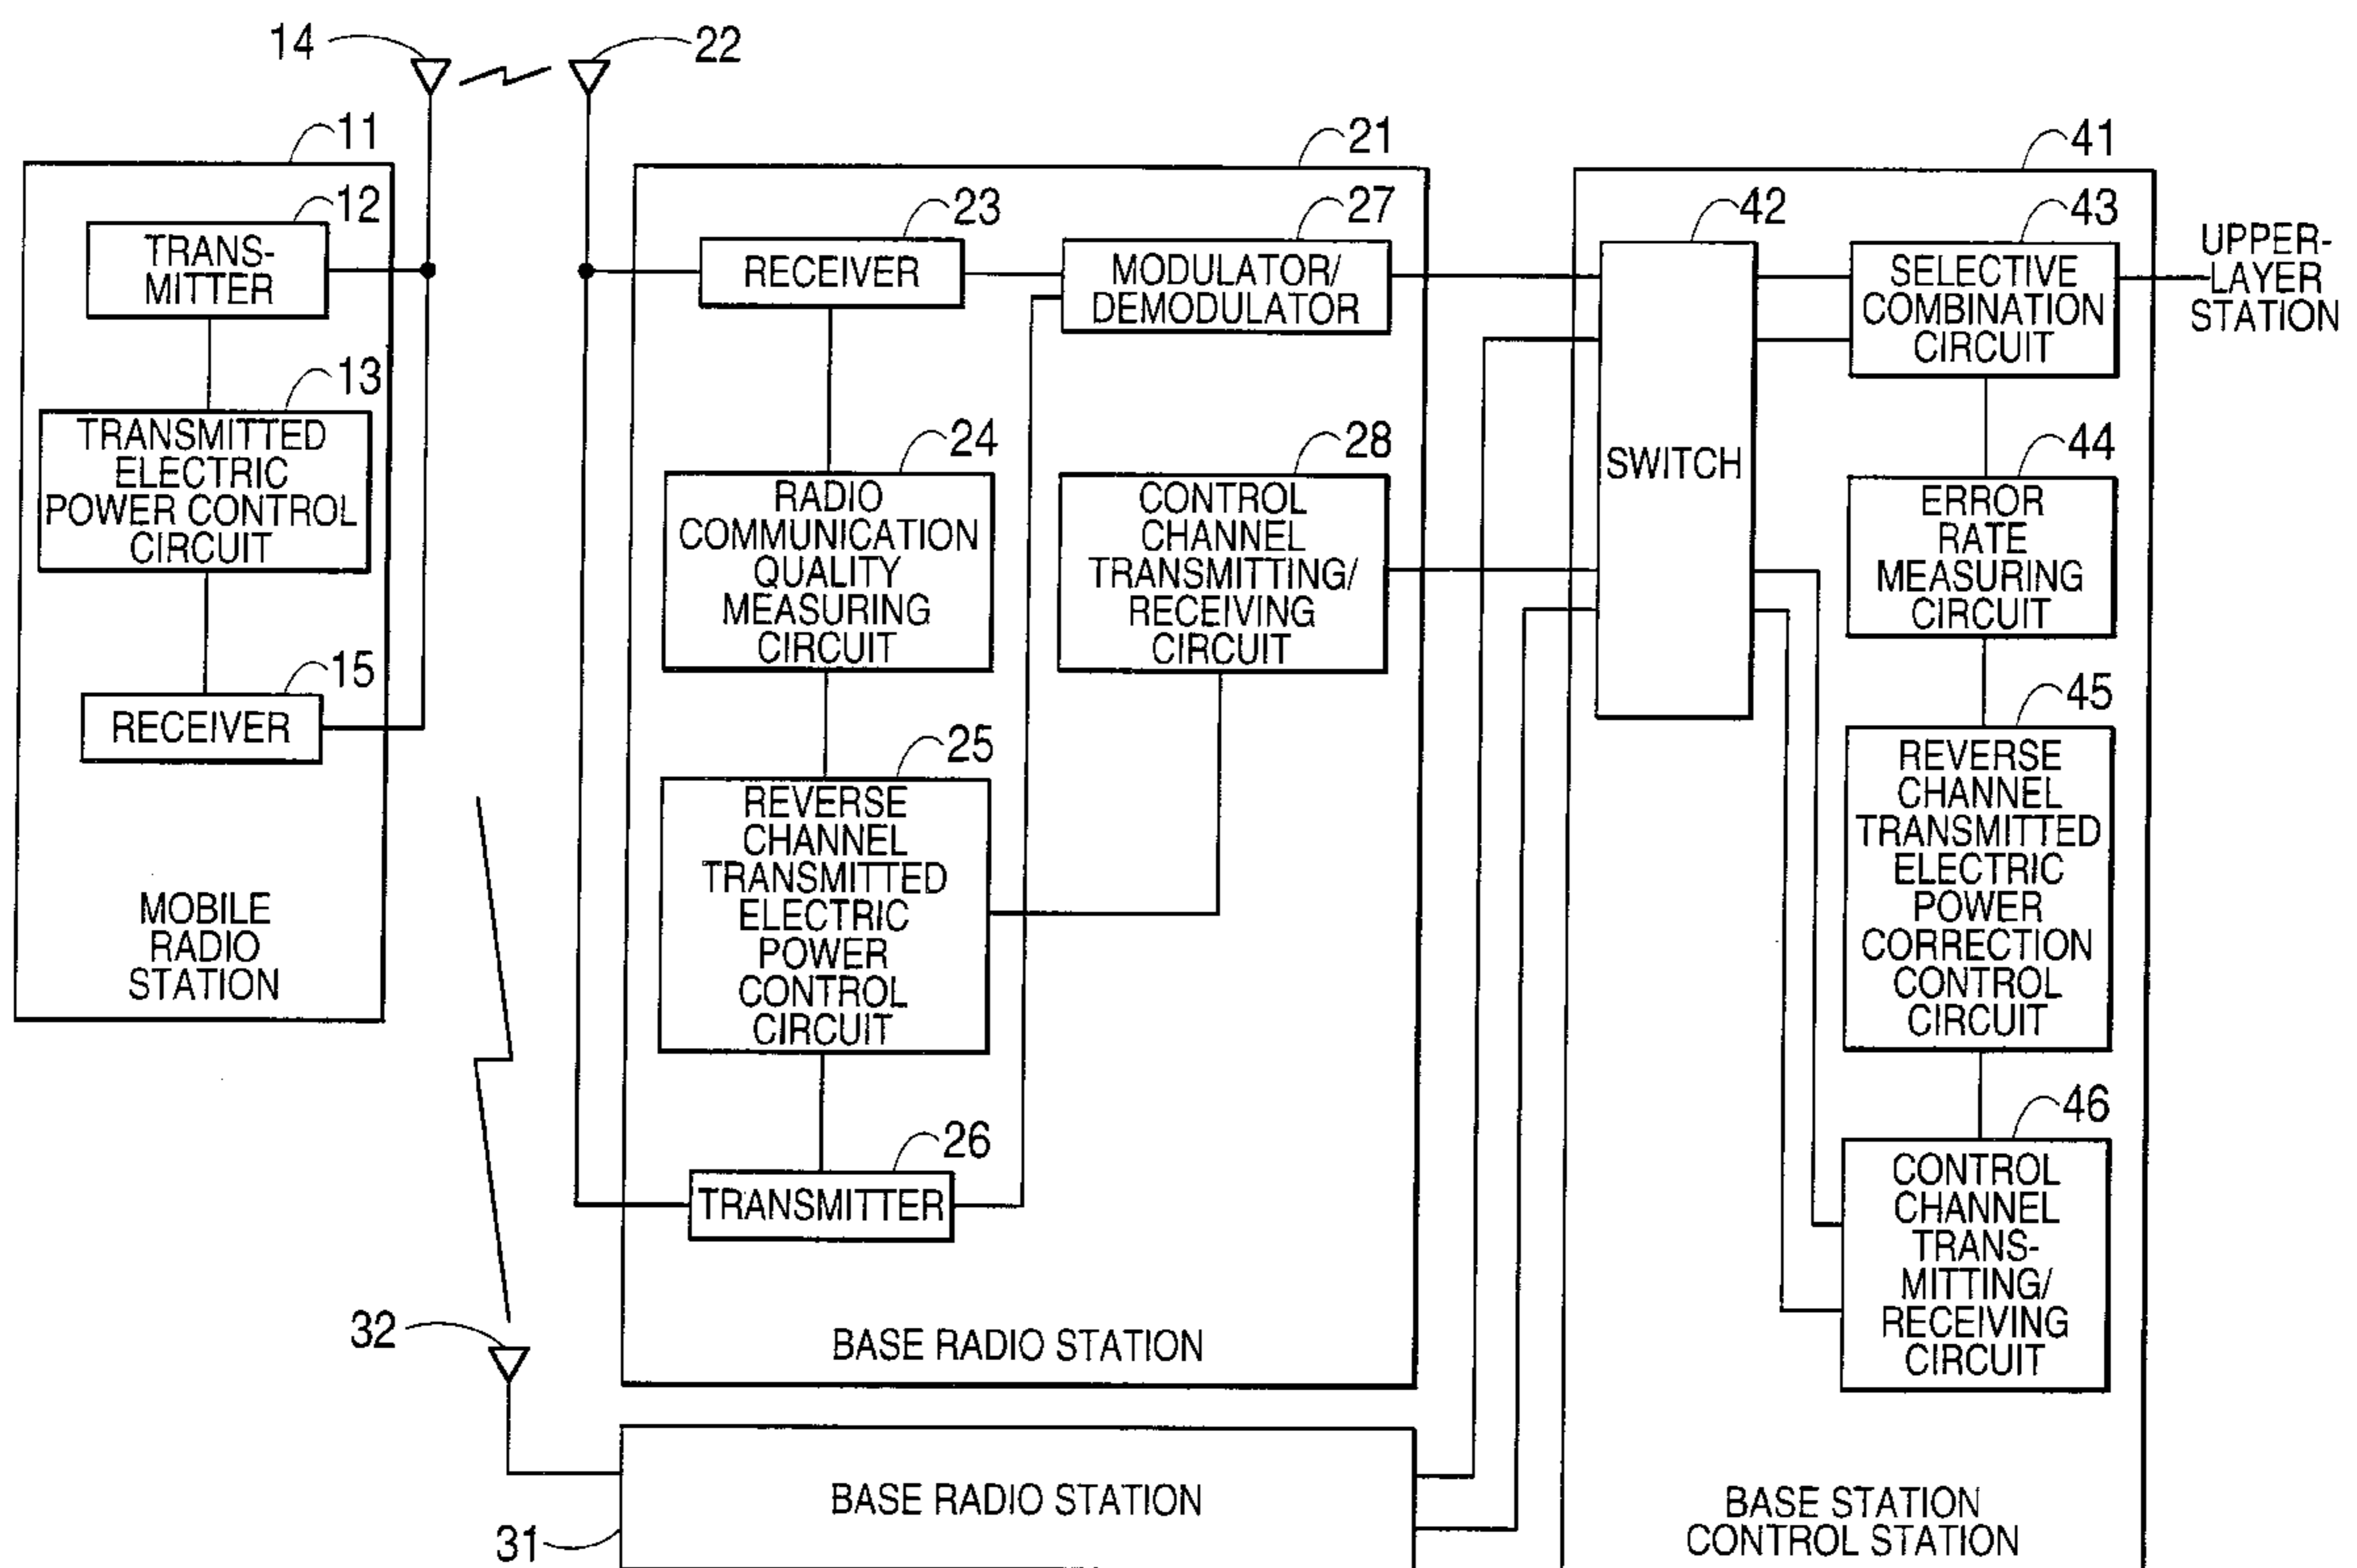 14
22
11
21
41
12
TRANS-
MITTER
23
RECEIVER
27
MODULATOR/
DEMODULATOR
42
SWITCH
43
SELECTIVE
COMBINATION
CIRCUIT
UPPER-
LAYER
STATION
13
TRANSMITTED
ELECTRIC
POWER CONTROL
CIRCUIT
24
RADIO
COMMUNICATION
QUALITY
MEASURING
CIRCUIT
28
CONTROL
CHANNEL
TRANSMITTING/
RECEIVING
CIRCUIT
44
ERROR
RATE
MEASURING
CIRCUIT
15
RECEIVER
25
REVERSE
CHANNEL
TRANSMITTED
ELECTRIC
POWER
CONTROL
CIRCUIT
45
REVERSE
CHANNEL
TRANSMITTED
ELECTRIC
POWER
CORRECTION
CONTROL
CIRCUIT
MOBILE
RADIO
STATION
26
TRANSMITTER
46
CONTROL
CHANNEL
TRANS-
MITTING/
RECEIVING
CIRCUIT
BASE RADIO STATION
32
BASE RADIO STATION
31
BASE STATION
CONTROL STATION